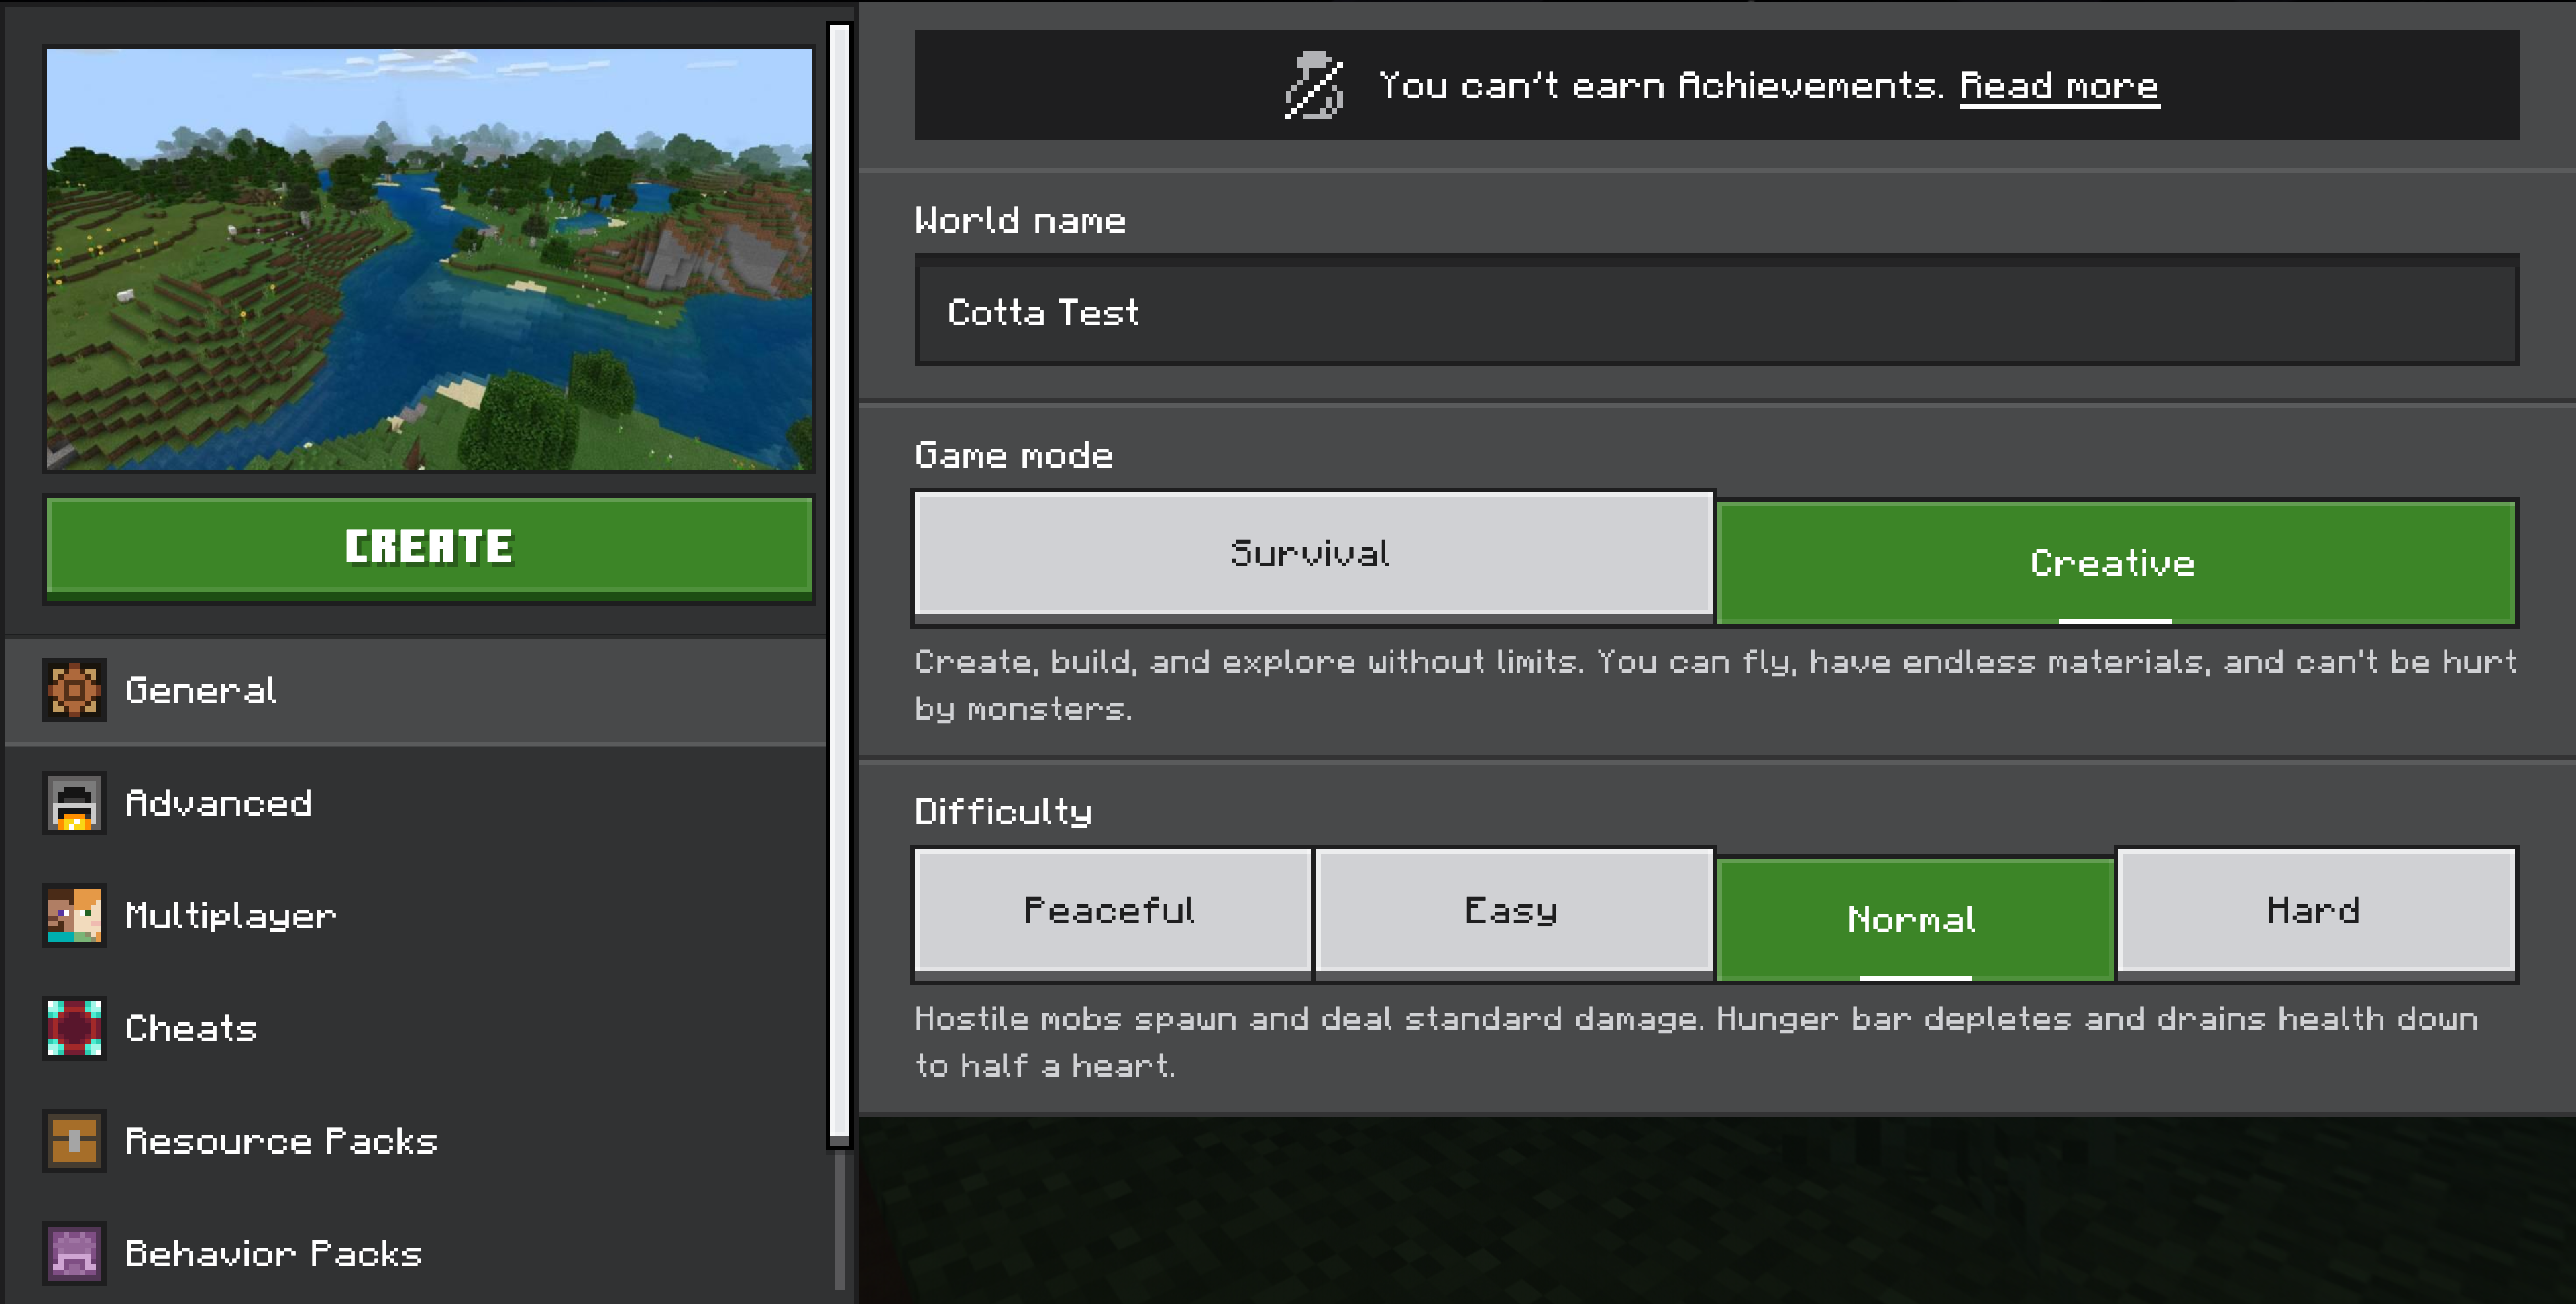 You can't earn Achievements. Read more
World name
Cotta Test
Game mode
Survival
Creative
Create, build, and explore without limits. You can fly, have endless materials, and can't be hurt
by monsters.
Difficulty
Peaceful
Easy
Normal
Hard
Hostile mobs spawn and deal standard damage. Hunger bar depletes and drains health down
to half a heart.
CREATE
General
Advanced
Multiplayer
Cheats
Resource Packs
Behavior Packs